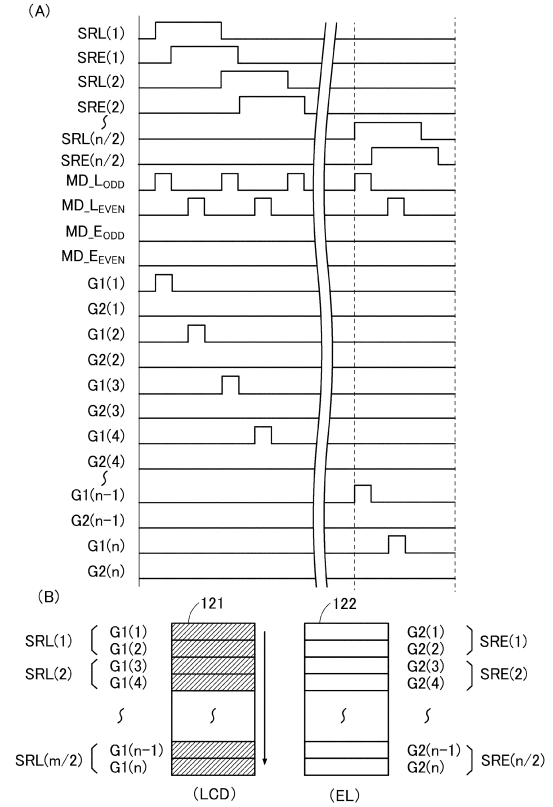 (A)
SRL(1)
SRE(1)
SRL(2)
SRE(2)
SRL(n/2)
SRE(n/2)
MD_LODD
MD_LEVEN
MD_EODD
MD_EEVEN
G1(1)
G2(1)
G1(2)
G2(2)
G1(3)
G2(3)
G1(4)
G2(4)
G1(n-1)
G2(n-1)
G1(n)
G2(n)
(B)
121
122
SRL(1)
G1(1)
G1(2)
SRL(2)
G1(3)
G1(4)
SRL(m/2)
G1(n-1)
G1(n)
G2(1)
G2(2)
SRE(1)
G2(3)
G2(4)
SRE(2)
G2(n-1)
G2(n)
SRE(n/2)
(LCD)
(EL)